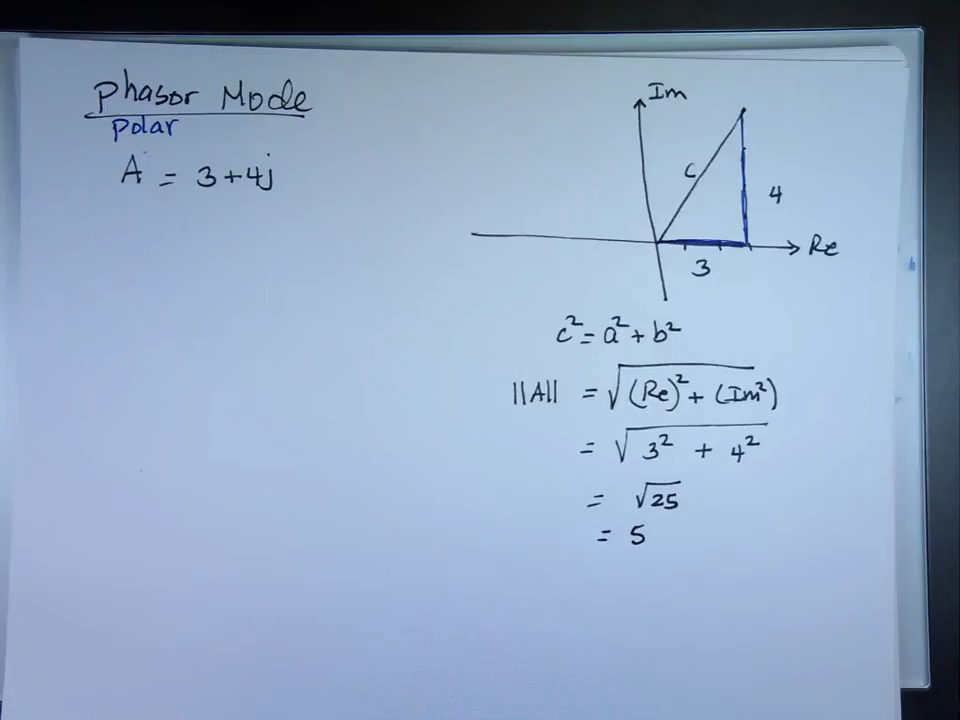 Phasor Mode
polar
A = 3+4j
Im
c
4
Re
3
c² = a² + b²
||A|| = √(Re)² + (Im²)
= √3² + 4²
= √25
= 5